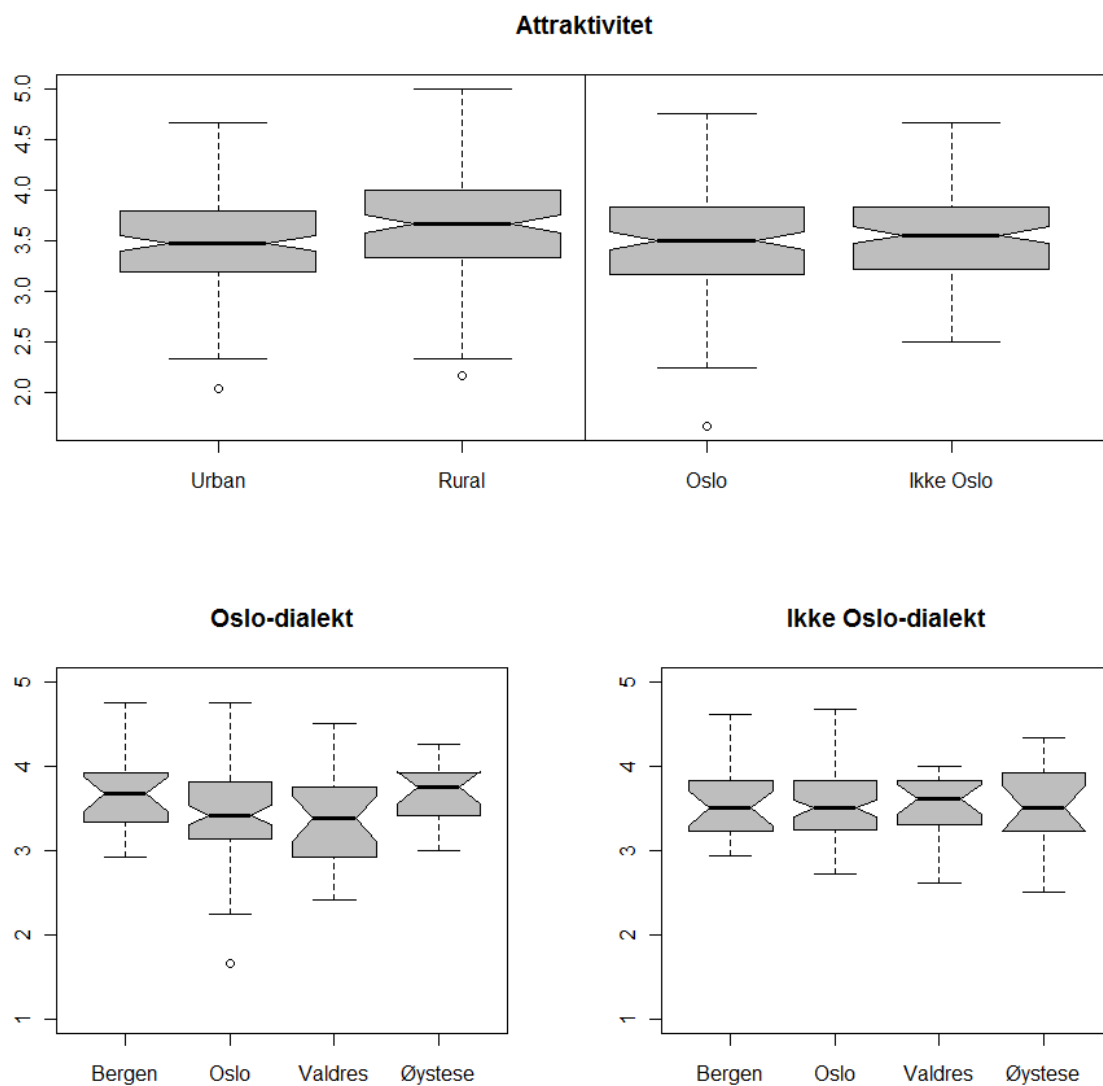 Attraktivitet
5.0
4.5
4.0
3.5
3.0
2.5
2.0
Urban Rural Oslo Ikke Oslo
Oslo-dialekt
5
4
3
2
1
Bergen Oslo Valdres Øystese
Ikke Oslo-dialekt
5
4
3
2
1
Bergen Oslo Valdres Øystese